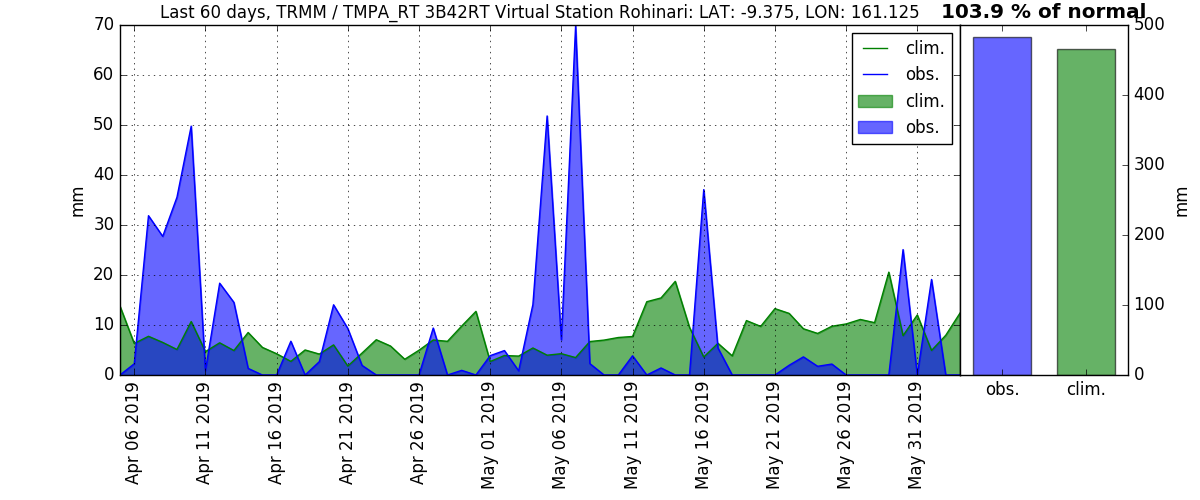 Last 60 days, TRMM / TMPA_RT 3B42RT Virtual Station Rohinari: LAT: -9.375, LON: 161.125
103.9 % of normal
70
60
50
40
30
20
10
0
mm
clim.
obs.
clim.
obs.
500
400
300
200
100
0
mm
obs.
clim.
Apr 06 2019
Apr 11 2019
Apr 16 2019
Apr 21 2019
Apr 26 2019
May 01 2019
May 06 2019
May 11 2019
May 16 2019
May 21 2019
May 26 2019
May 31 2019